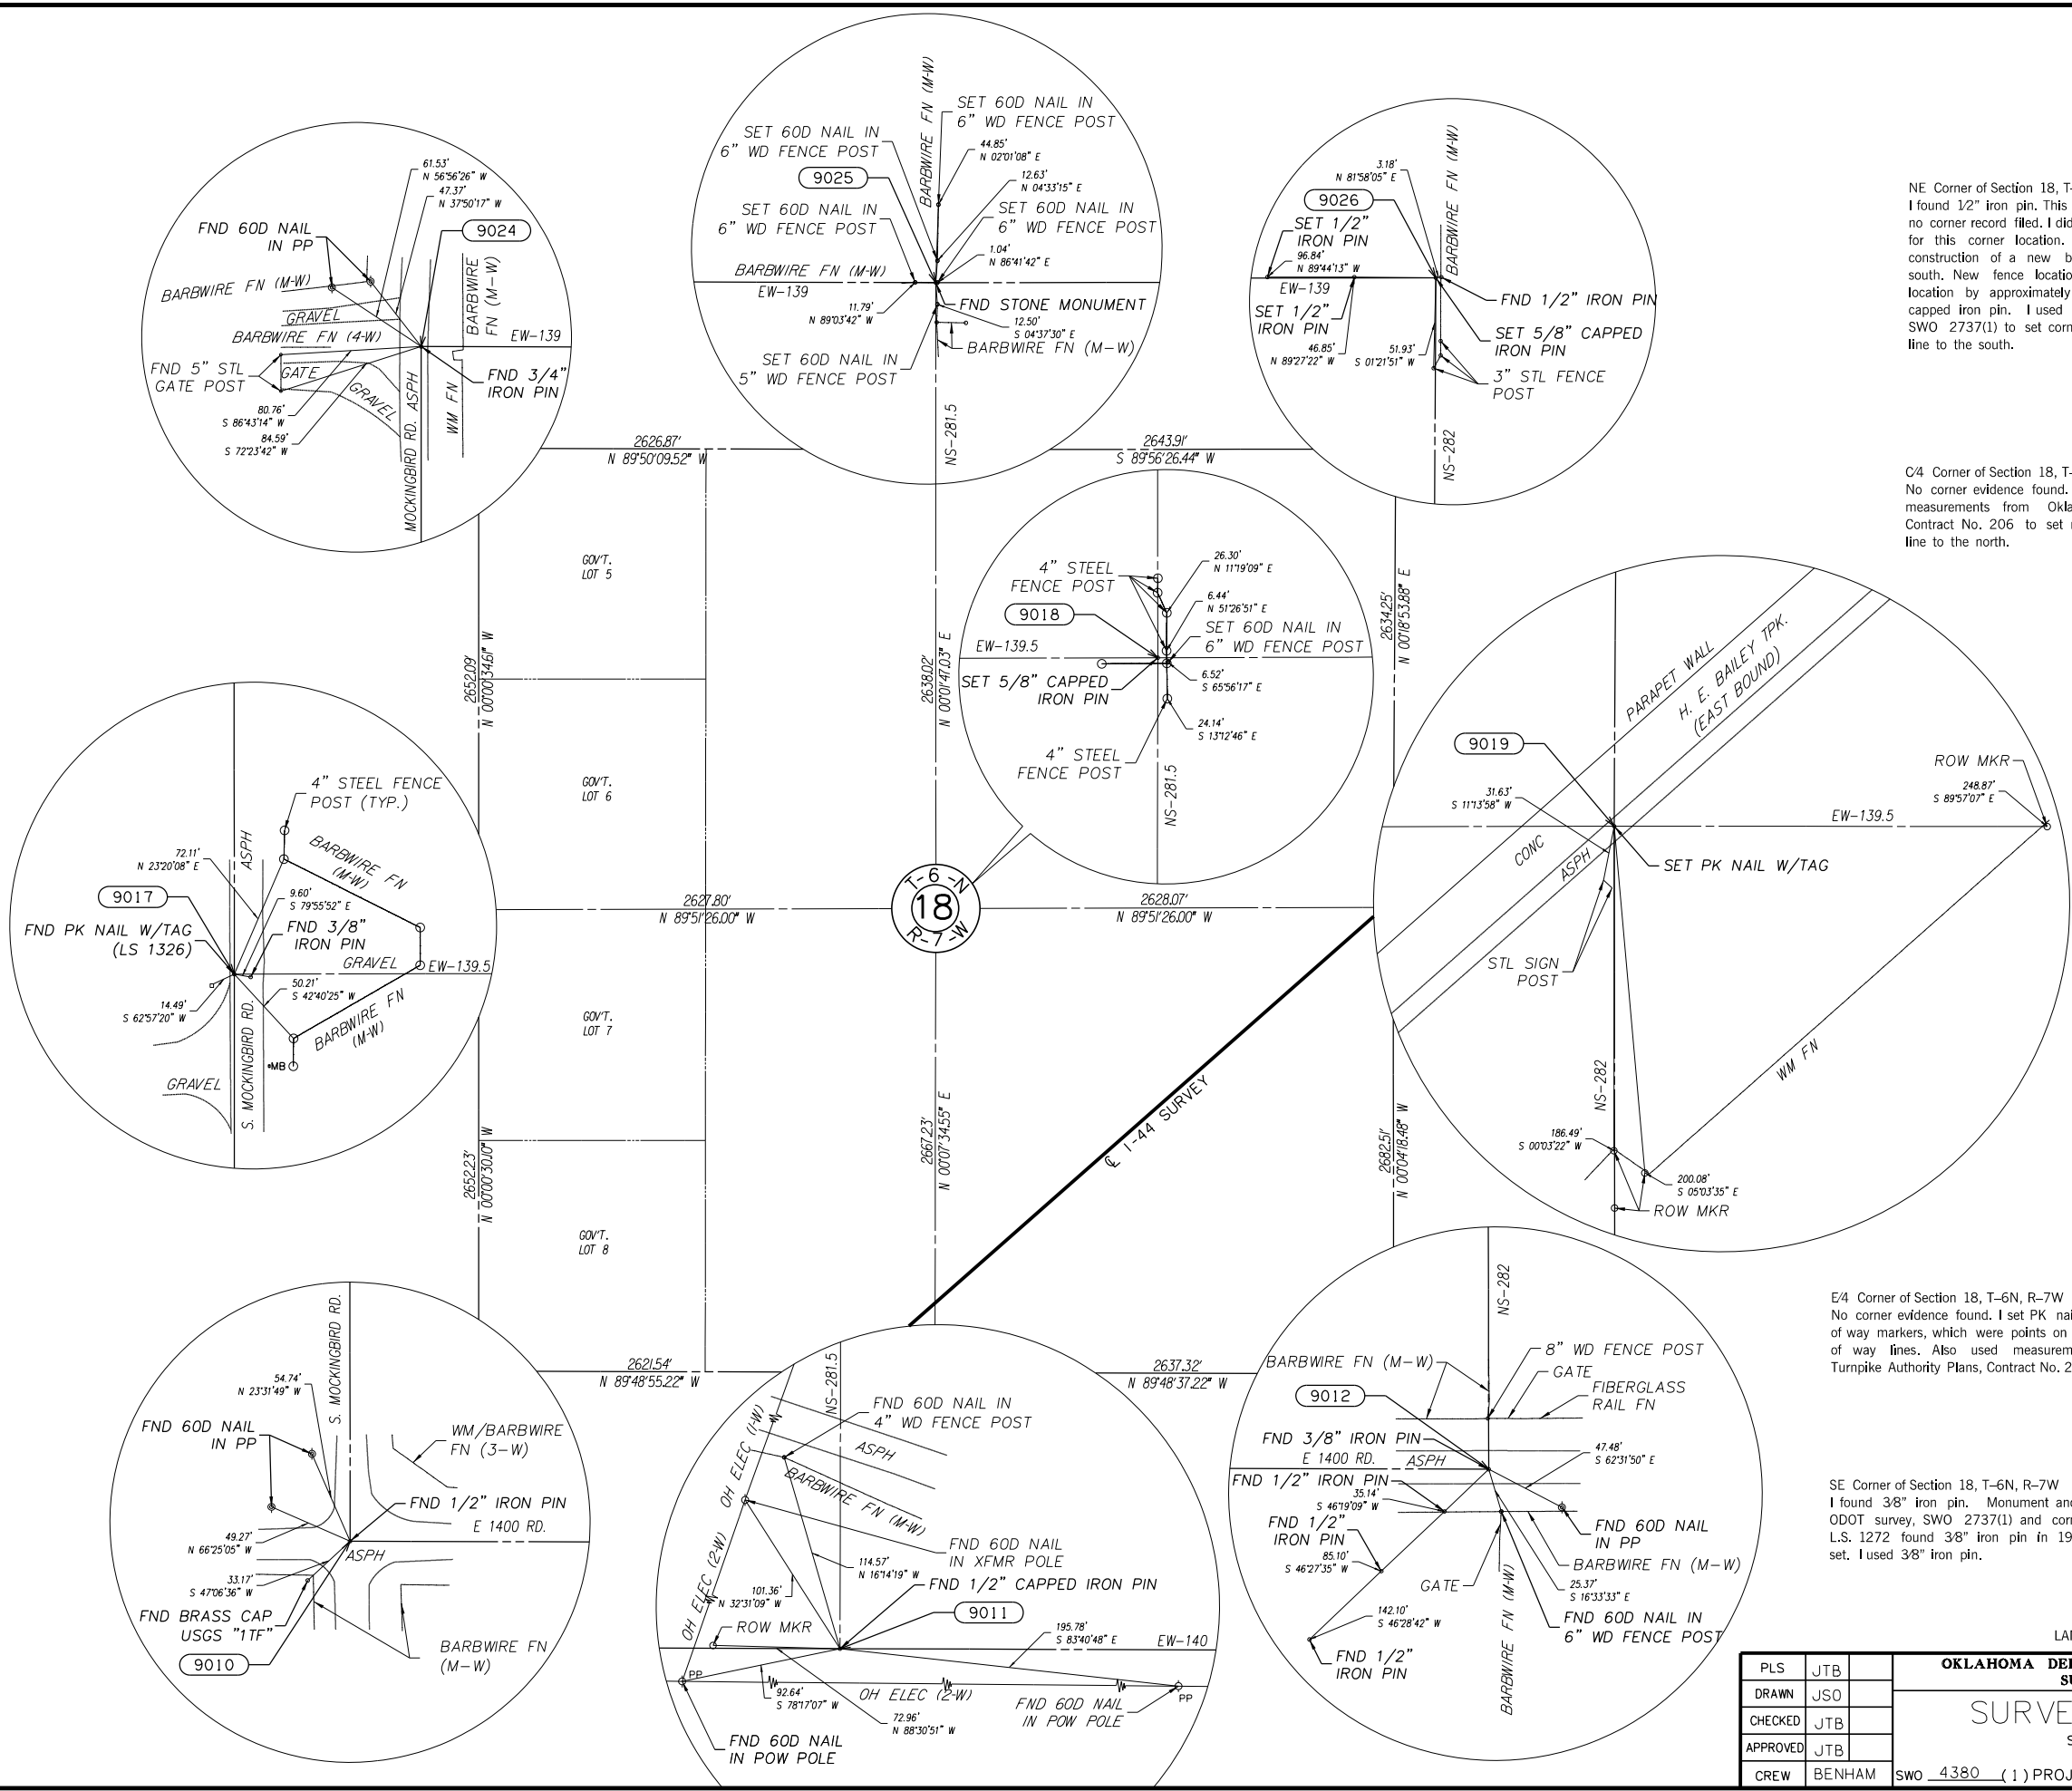 61.53'
N 56°56'26" W
47.37'
N 37°50'17" W
FND 60D NAIL
IN PP
9024
BARBWIRE FN (M-W)
GRAVEL
BARBWIRE FN (4-W)
BARBWIRE
FN (M-W)
EW-139
FND 5" STL
GATE POST
GATE
GRAVEL
MOCKINGBIRD RD. ASPH
WM FN
FND 3/4"
IRON PIN
80.76'
S 86°43'14" W
84.59'
S 72°23'42" W
BARBWIRE FN (M-W)
SET 60D NAIL IN
6" WD FENCE POST
SET 60D NAIL IN
6" WD FENCE POST
44.85'
N 02°01'08" E
9025
12.63'
N 04°33'15" E
SET 60D NAIL IN
6" WD FENCE POST
SET 60D NAIL IN
6" WD FENCE POST
1.04'
N 86°41'42" E
BARBWIRE FN (M-W)
EW-139
FND STONE MONUMENT
11.79'
N 89°03'42" W
12.50'
S 04°37'30" E
BARBWIRE FN (M-W)
SET 60D NAIL IN
5" WD FENCE POST
NS-281.5
3.18'
N 81°58'05" E
9026
BARBWIRE FN (M-W)
SET 1/2"
IRON PIN
96.84'
N 89°44'13" W
EW-139
FND 1/2" IRON PIN
SET 1/2"
IRON PIN
SET 5/8" CAPPED
IRON PIN
46.85'
N 89°27'22" W
51.93'
S 01°21'51" W
3" STL FENCE
POST
NS-282
NE Corner of Section 18, T-
I found 1/2" iron pin. This
no corner record filed. I did
for this corner location.
construction of a new b
south. New fence locatio
location by approximately
capped iron pin. I used
SWO 2737(1) to set corn
line to the south.
2626.87'
N 89°50'09.52" W
2643.91'
S 89°56'26.44" W
C/4 Corner of Section 18, T-
No corner evidence found.
measurements from Okla
Contract No. 206 to set
line to the north.
GOV'T.
LOT 5
2652.09'
N 00°00'34.61" W
2638.02'
N 00°01'47.03" E
2634.25'
N 00°18'53.88" E
4" STEEL
FENCE POST
26.30'
N 11°19'09" E
9018
6.44'
N 51°26'51" E
SET 60D NAIL IN
6" WD FENCE POST
EW-139.5
SET 5/8" CAPPED
IRON PIN
6.52'
S 65°56'17" E
24.14'
S 13°12'46" E
4" STEEL
FENCE POST
NS-281.5
PARAPET WALL
H. E. BAILEY TPK.
(EAST BOUND)
9019
ROW MKR
248.87'
S 89°57'07" E
31.63'
S 11°13'58" W
EW-139.5
CONC
ASPH
SET PK NAIL W/TAG
STL SIGN
POST
WM FN
NS-282
186.49'
S 00°03'22" W
200.08'
S 05°03'35" E
ROW MKR
GOV'T.
LOT 6
4" STEEL FENCE
POST (TYP.)
ASPH
BARBWIRE FN
(M-W)
72.11'
N 23°20'08" E
9017
9.60'
S 79°55'52" E
FND PK NAIL W/TAG
(LS 1326)
FND 3/8"
IRON PIN
GRAVEL
EW-139.5
50.21'
S 42°40'25" W
14.49'
S 62°57'20" W
BARBWIRE FN
(M-W)
S. MOCKINGBIRD RD.
MB
GRAVEL
2627.80'
N 89°51'26.00" W
T-6-N
18
R-7-W
2628.07'
N 89°51'26.00" W
GOV'T.
LOT 7
2652.23'
N 00°00'30.10" W
2667.23'
N 00°07'34.55" E
℄ I-44 SURVEY
2682.51'
N 00°04'18.48" W
GOV'T.
LOT 8
E/4 Corner of Section 18, T-6N, R-7W
No corner evidence found. I set PK nai
of way markers, which were points on
of way lines. Also used measurem
Turnpike Authority Plans, Contract No. 2
2621.54'
N 89°48'55.22" W
2637.32'
N 89°48'37.22" W
S. MOCKINGBIRD RD.
54.74'
N 23°31'49" W
FND 60D NAIL
IN PP
WM/BARBWIRE
FN (3-W)
FND 1/2" IRON PIN
E 1400 RD.
49.27'
N 66°25'05" W
ASPH
33.17'
S 47°06'36" W
FND BRASS CAP
USGS "1TF"
9010
BARBWIRE FN
(M-W)
NS-281.5
FND 60D NAIL IN
4" WD FENCE POST
OH ELEC (1-W)
ASPH
BARBWIRE FN (M-W)
OH ELEC (2-W)
FND 60D NAIL
IN XFMR POLE
114.57'
N 16°14'19" W
101.36'
N 32°31'09" W
FND 1/2" CAPPED IRON PIN
9011
ROW MKR
195.78'
S 83°40'48" E
EW-140
PP
92.64'
S 78°17'07" W
OH ELEC (2-W)
FND 60D NAIL
IN POW POLE
PP
72.96'
N 88°30'51" W
FND 60D NAIL
IN POW POLE
NS-282
BARBWIRE FN (M-W)
8" WD FENCE POST
GATE
9012
FIBERGLASS
RAIL FN
FND 3/8" IRON PIN
E 1400 RD.
ASPH
47.48'
S 62°31'50" E
FND 1/2" IRON PIN
35.14'
S 46°19'09" W
FND 1/2"
IRON PIN
FND 60D NAIL
IN PP
85.10'
S 46°27'35" W
BARBWIRE FN (M-W)
GATE
25.37'
S 16°33'33" E
142.10'
S 46°28'42" W
FND 60D NAIL IN
6" WD FENCE POST
FND 1/2"
IRON PIN
BARBWIRE FN (M-W)
SE Corner of Section 18, T-6N, R-7W
I found 3/8" iron pin. Monument and
ODOT survey, SWO 2737(1) and corr
L.S. 1272 found 3/8" iron pin in 19
set. I used 3/8" iron pin.
LA
PLS JTB
DRAWN JSO
CHECKED JTB
APPROVED JTB
CREW BENHAM
OKLAHOMA DE
SU
SURVE
S
SWO 4380 (1) PROJ